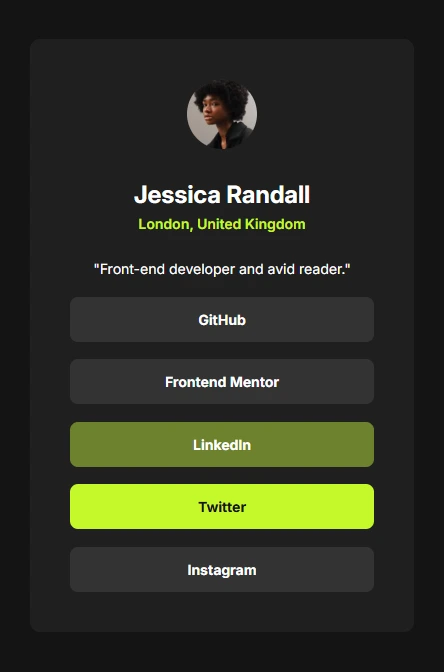 Jessica Randall
London, United Kingdom
"Front-end developer and avid reader."
GitHub
Frontend Mentor
LinkedIn
Twitter
Instagram